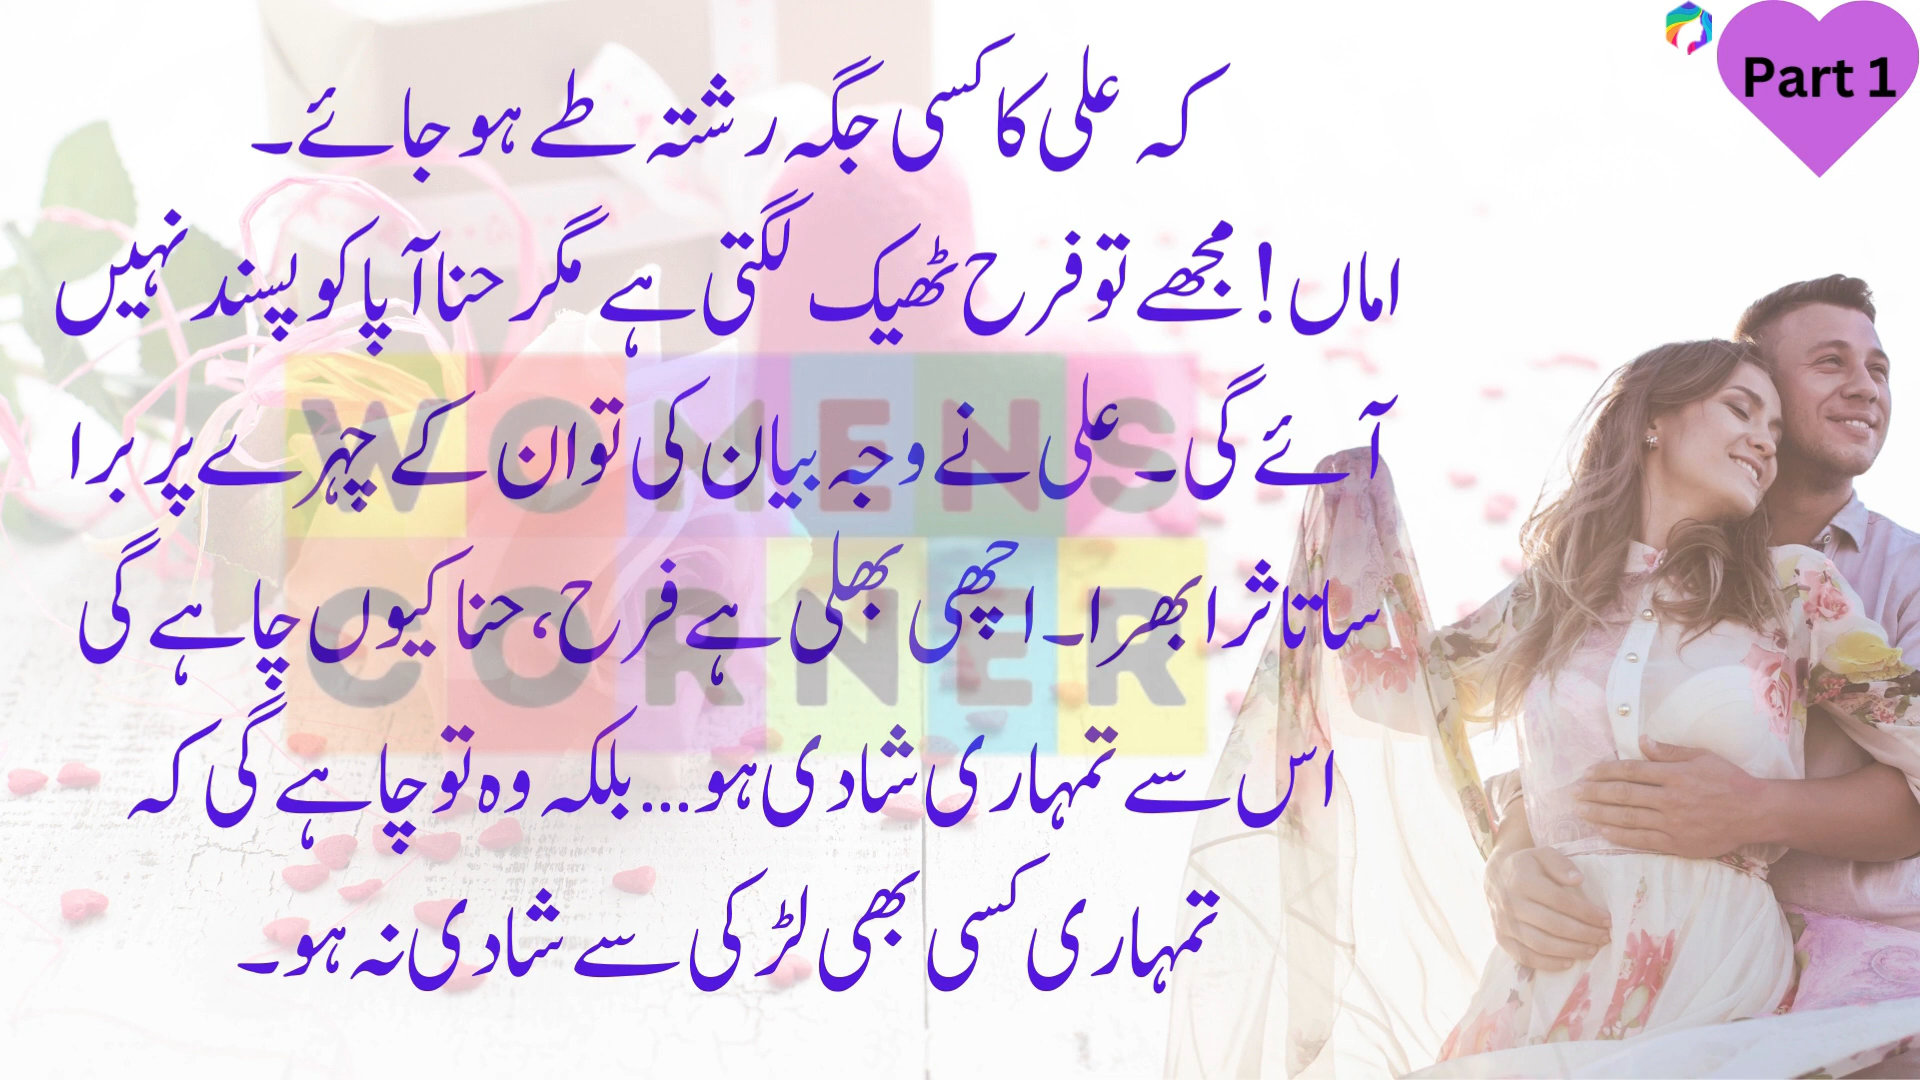 Part 1
کہ علی کا کسی جگہ رشتہ طے ہو جائے۔
اماں! مجھے تو فرح ٹھیک لگتی ہے مگر حنا آپا کو پسند نہیں
آئے گی۔ علی نے وجہ بیان کی تو ان کے چہرے پر برا
سا تاثر ابھرا۔ اچھی بھلی ہے فرح، حنا کیوں چاہے گی
اس سے تمہاری شادی ہو... بلکہ وہ تو چاہے گی کہ
تمہاری کسی بھی لڑکی سے شادی نہ ہو۔
WOMENS
CORNER